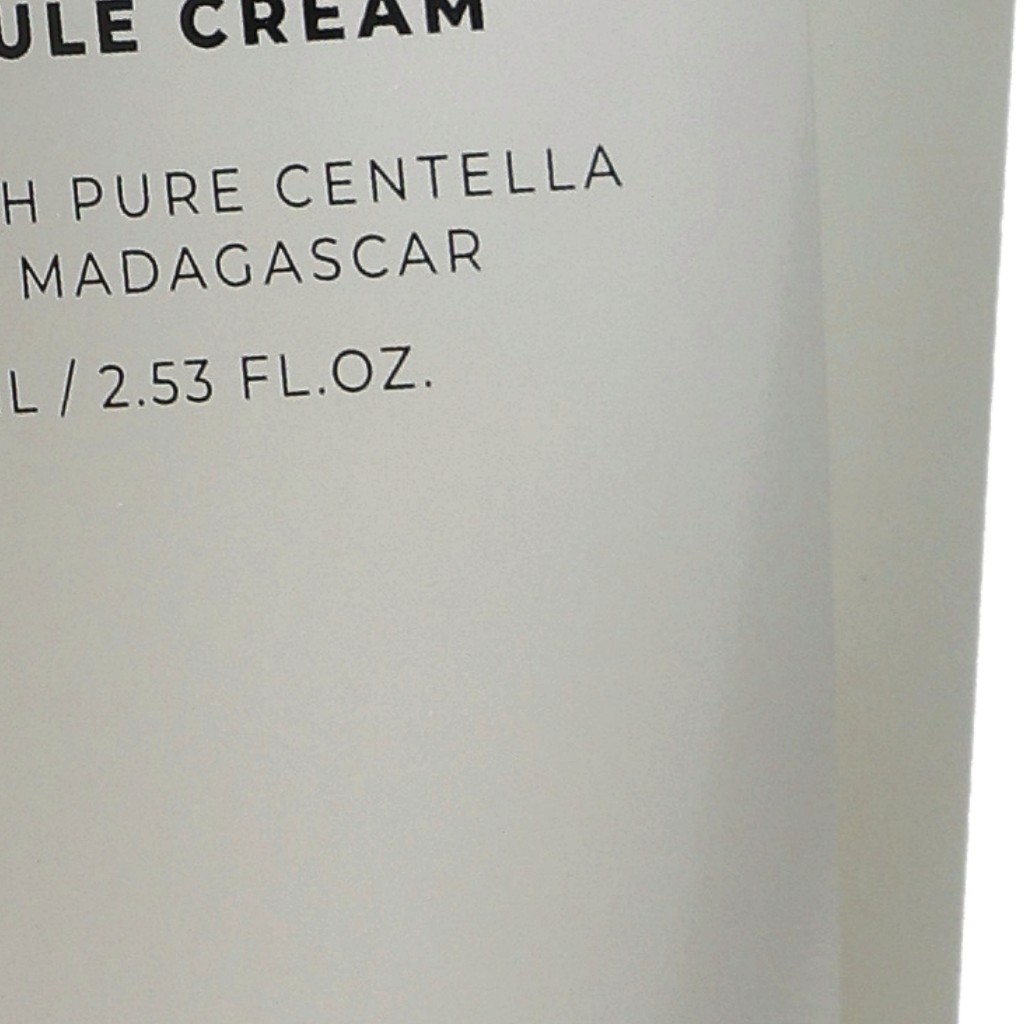 ULE CREAM
H PURE CENTELLA
MADAGASCAR
L / 2.53 FL.OZ.